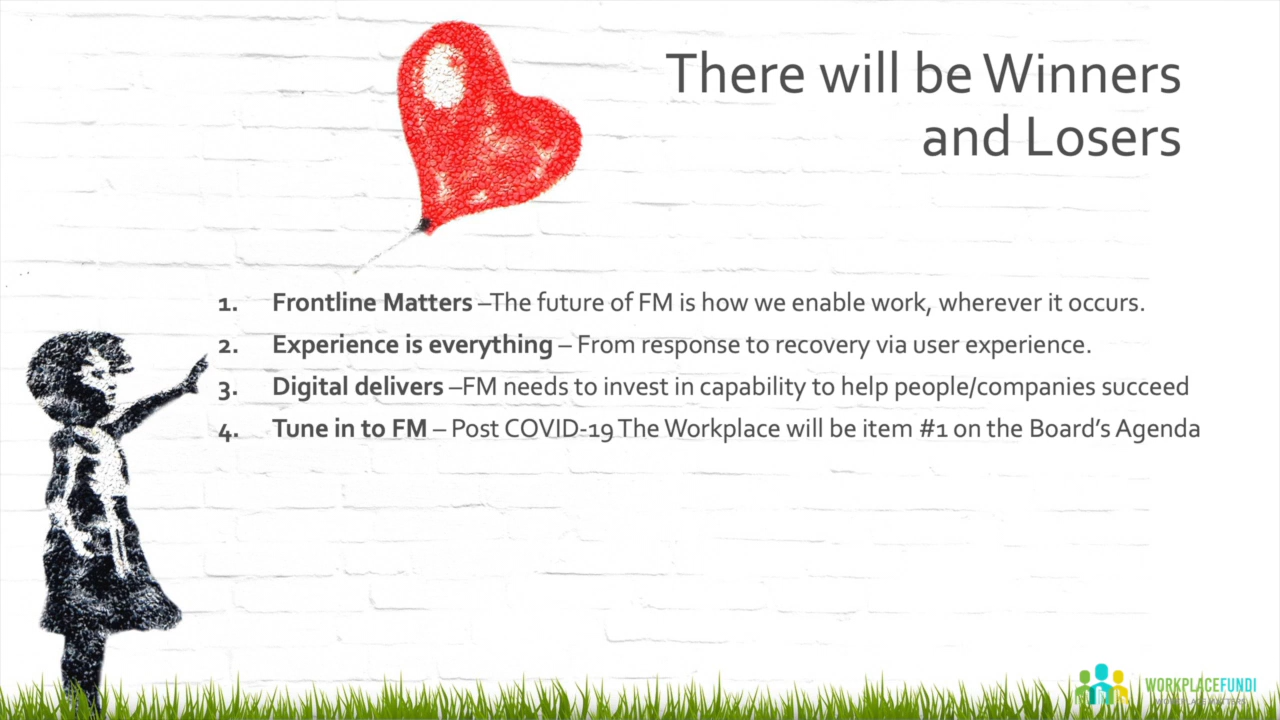 There will be Winners
and Losers
1. Frontline Matters –The future of FM is how we enable work, wherever it occurs.
2. Experience is everything – From response to recovery via user experience.
3. Digital delivers –FM needs to invest in capability to help people/companies succeed
4. Tune in to FM – Post COVID-19 The Workplace will be item #1 on the Board's Agenda
WORKPLACEFUNDI